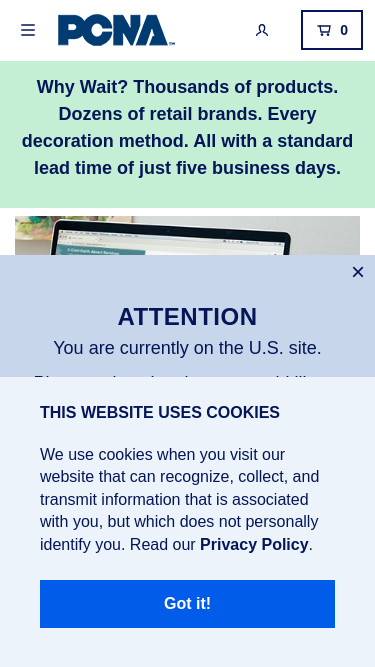 PCNA
0
Why Wait? Thousands of products.
Dozens of retail brands. Every
decoration method. All with a standard
lead time of just five business days.
ATTENTION
You are currently on the U.S. site.
THIS WEBSITE USES COOKIES
We use cookies when you visit our
website that can recognize, collect, and
transmit information that is associated
with you, but which does not personally
identify you. Read our Privacy Policy.
Got it!